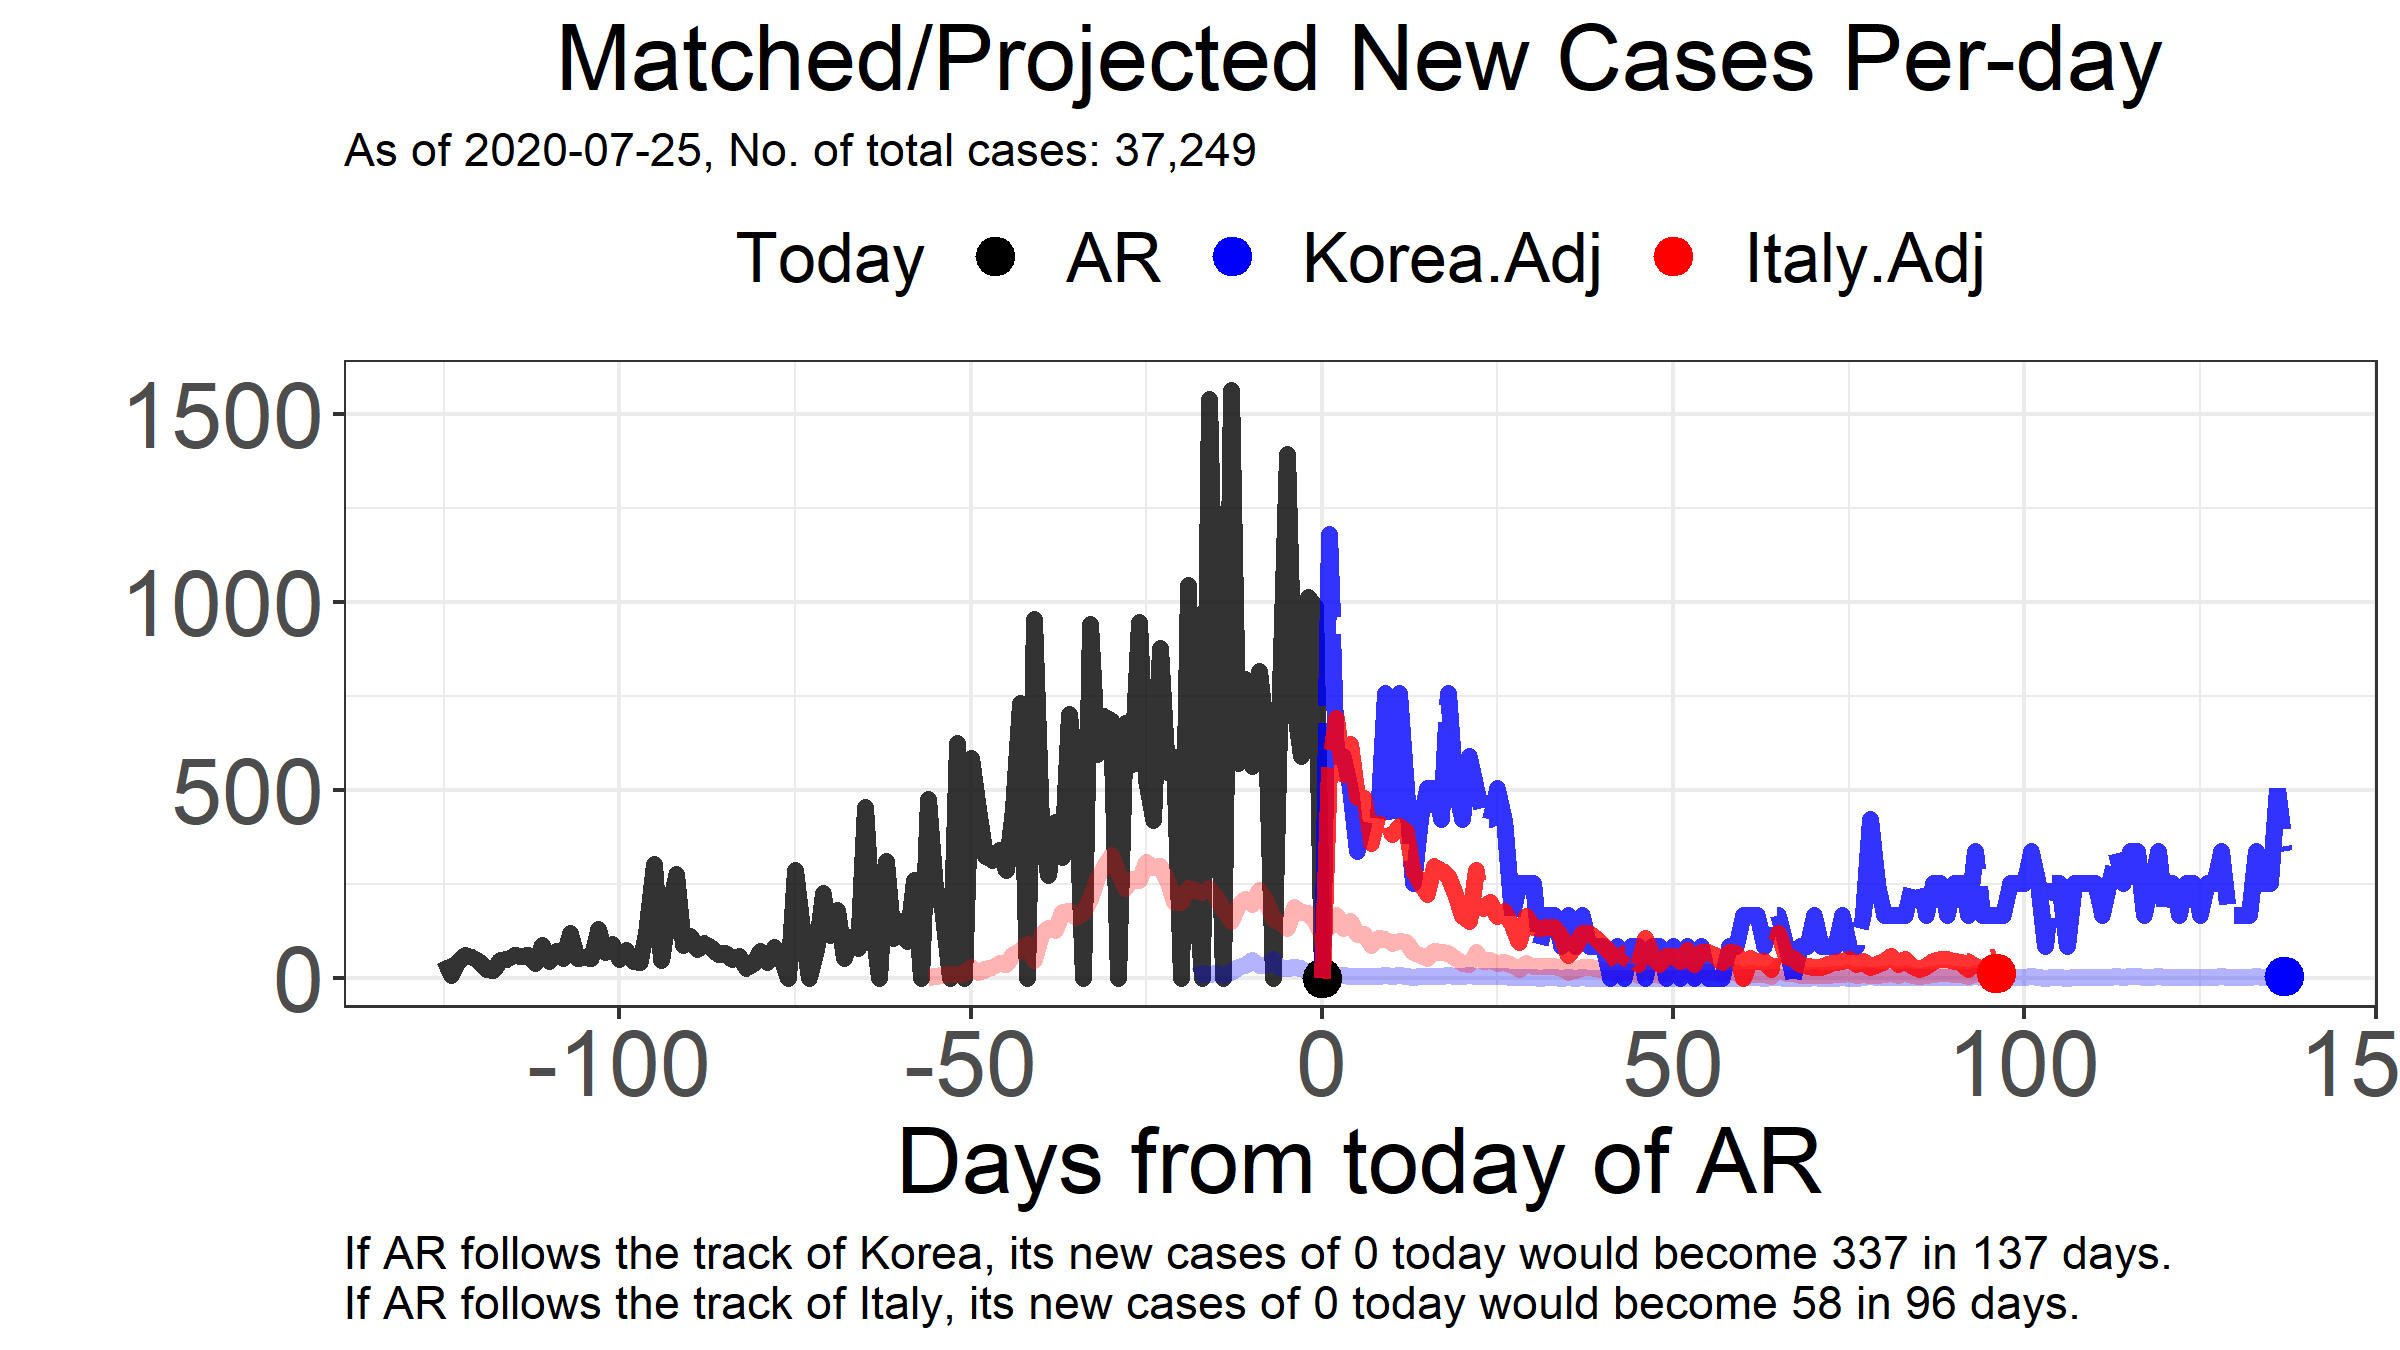 Matched/Projected New Cases Per-day
As of 2020-07-25, No. of total cases: 37,249
Today AR Korea.Adj Italy.Adj
1500
1000
500
0
-100 -50 0 50 100 15
Days from today of AR
If AR follows the track of Korea, its new cases of 0 today would become 337 in 137 days.
If AR follows the track of Italy, its new cases of 0 today would become 58 in 96 days.